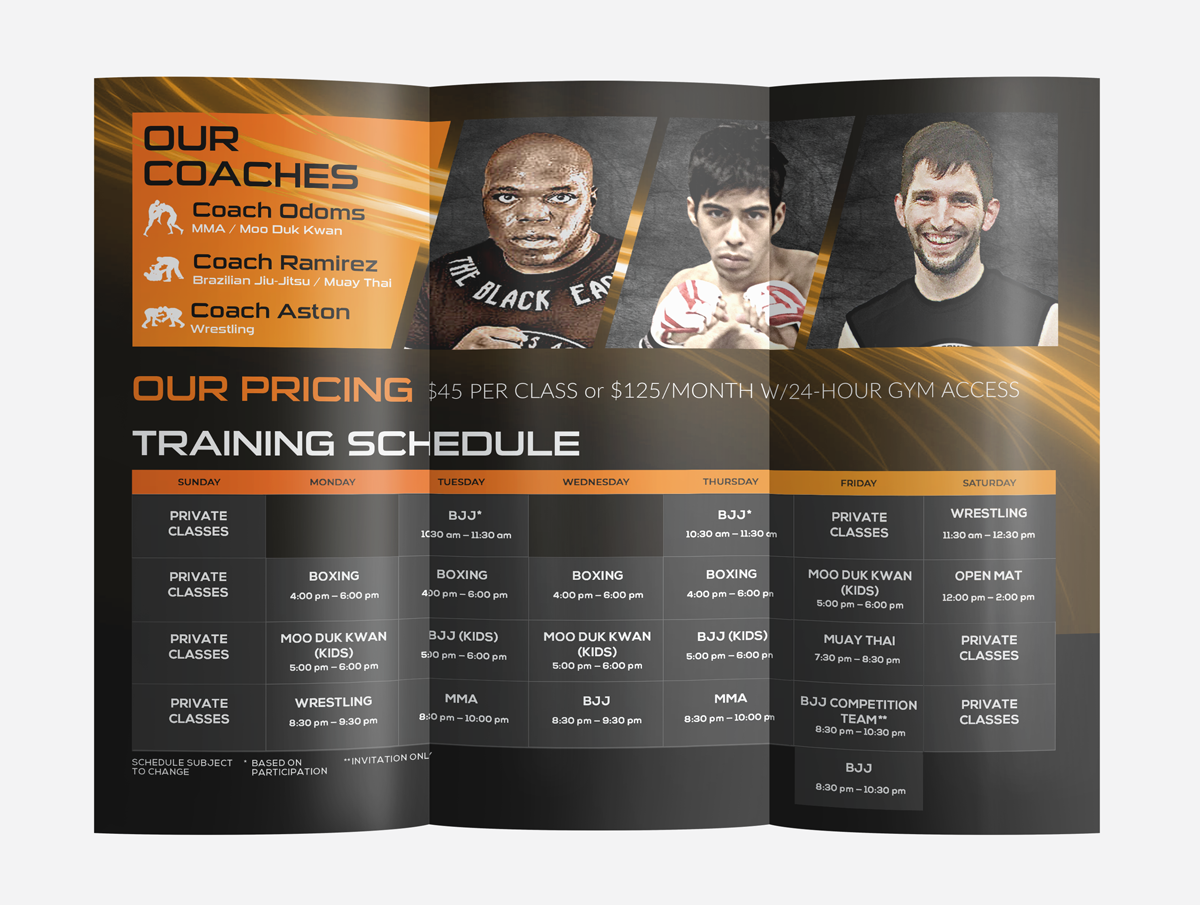 OUR
COACHES
Coach Odoms
MMA / Moo Duk Kwan
Coach Ramirez
Brazilian Jiu-Jitsu / Muay Thai
Coach Aston
Wrestling
THE BLACK
OUR PRICING $45 PER CLASS or $125/MONTH W/24-HOUR GYM ACCESS
TRAINING SCHEDULE
SUNDAY MONDAY TUESDAY WEDNESDAY THURSDAY FRIDAY SATURDAY
PRIVATE
CLASSES
BJJ*
10:30 am – 11:30 am
BJJ*
10:30 am – 11:30 am
PRIVATE
CLASSES
WRESTLING
11:30 am – 12:30 pm
PRIVATE
CLASSES
BOXING
4:00 pm – 6:00 pm
BOXING
4:00 pm – 6:00 pm
BOXING
4:00 pm – 6:00 pm
BOXING
4:00 pm – 6:00 pm
MOO DUK KWAN
(KIDS)
5:00 pm – 6:00 pm
OPEN MAT
12:00 pm – 2:00 pm
PRIVATE
CLASSES
MOO DUK KWAN
(KIDS)
5:00 pm – 6:00 pm
BJJ (KIDS)
5:00 pm – 6:00 pm
MOO DUK KWAN
(KIDS)
5:00 pm – 6:00 pm
BJJ (KIDS)
5:00 pm – 6:00 pm
MUAY THAI
7:30 pm – 8:30 pm
PRIVATE
CLASSES
PRIVATE
CLASSES
WRESTLING
8:30 pm – 9:30 pm
MMA
8:30 pm – 10:00 pm
BJJ
8:30 pm – 9:30 pm
MMA
8:30 pm – 10:00 pm
BJJ COMPETITION
TEAM**
8:30 pm – 10:30 pm
PRIVATE
CLASSES
BJJ
8:30 pm – 10:30 pm
SCHEDULE SUBJECT
TO CHANGE
* BASED ON
PARTICIPATION
**INVITATION ONLY